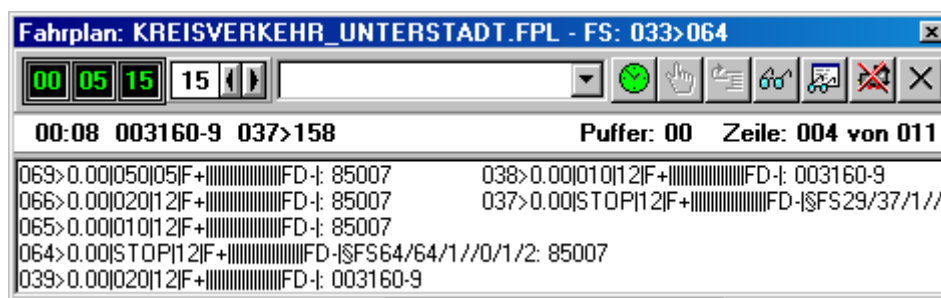 Fahrplan: KREISVERKEHR_UNTERSTADT.FPL - FS: 033>064
00 05 15 15
00:08 003160-9 037>158 Puffer: 00 Zeile: 004 von 011
069>0.00|050|05|F+||||||||||||||||FD-|: 85007
066>0.00|020|12|F+||||||||||||||||FD-|: 85007
065>0.00|010|12|F+||||||||||||||||FD-|: 85007
064>0.00|STOP|12|F+||||||||||||||||FD-|§FS64/64/1//0/1/2: 85007
039>0.00|020|12|F+||||||||||||||||FD-|: 003160-9
038>0.00|010|12|F+||||||||||||||||FD-|: 003160-9
037>0.00|STOP|12|F+||||||||||||||||FD-|§FS29/37/1//